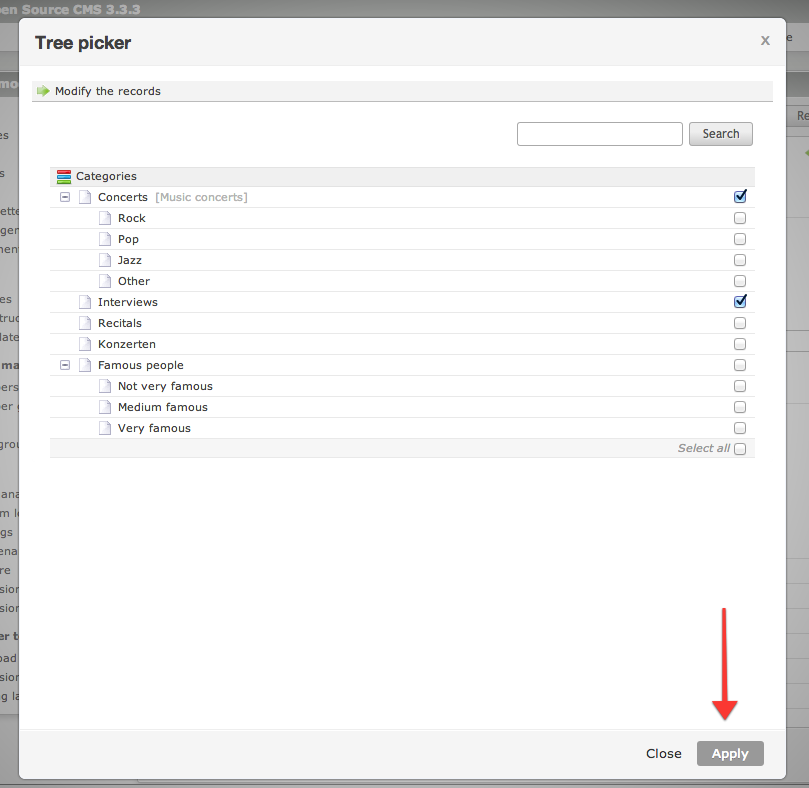 en Source CMS 3.3.3
Tree picker
X
Modify the records
Search
Categories
Concerts [Music concerts]
Rock
Pop
Jazz
Other
Interviews
Recitals
Konzerten
Famous people
Not very famous
Medium famous
Very famous
Select all
Close Apply